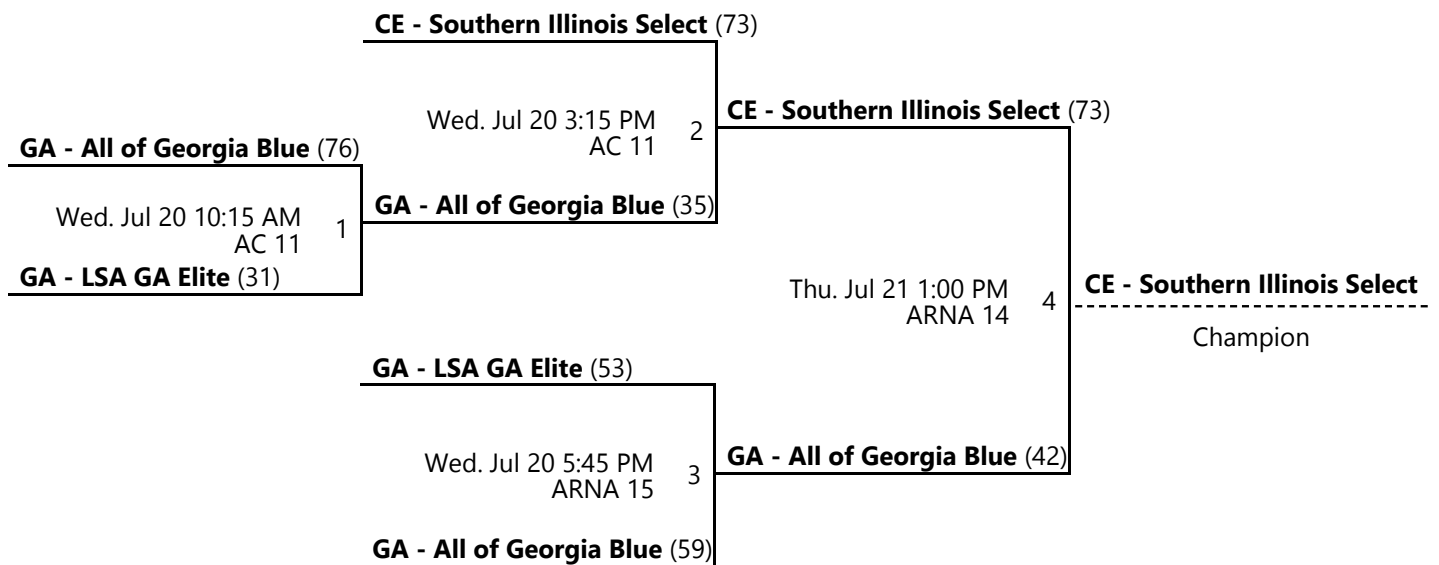 CE - Southern Illinois Select (73)
Wed. Jul 20 3:15 PM
AC 11
2
CE - Southern Illinois Select (73)
GA - All of Georgia Blue (76)
Wed. Jul 20 10:15 AM
AC 11
1
GA - All of Georgia Blue (35)
GA - LSA GA Elite (31)
Thu. Jul 21 1:00 PM
ARNA 14
4
CE - Southern Illinois Select
Champion
GA - LSA GA Elite (53)
Wed. Jul 20 5:45 PM
ARNA 15
3
GA - All of Georgia Blue (42)
GA - All of Georgia Blue (59)